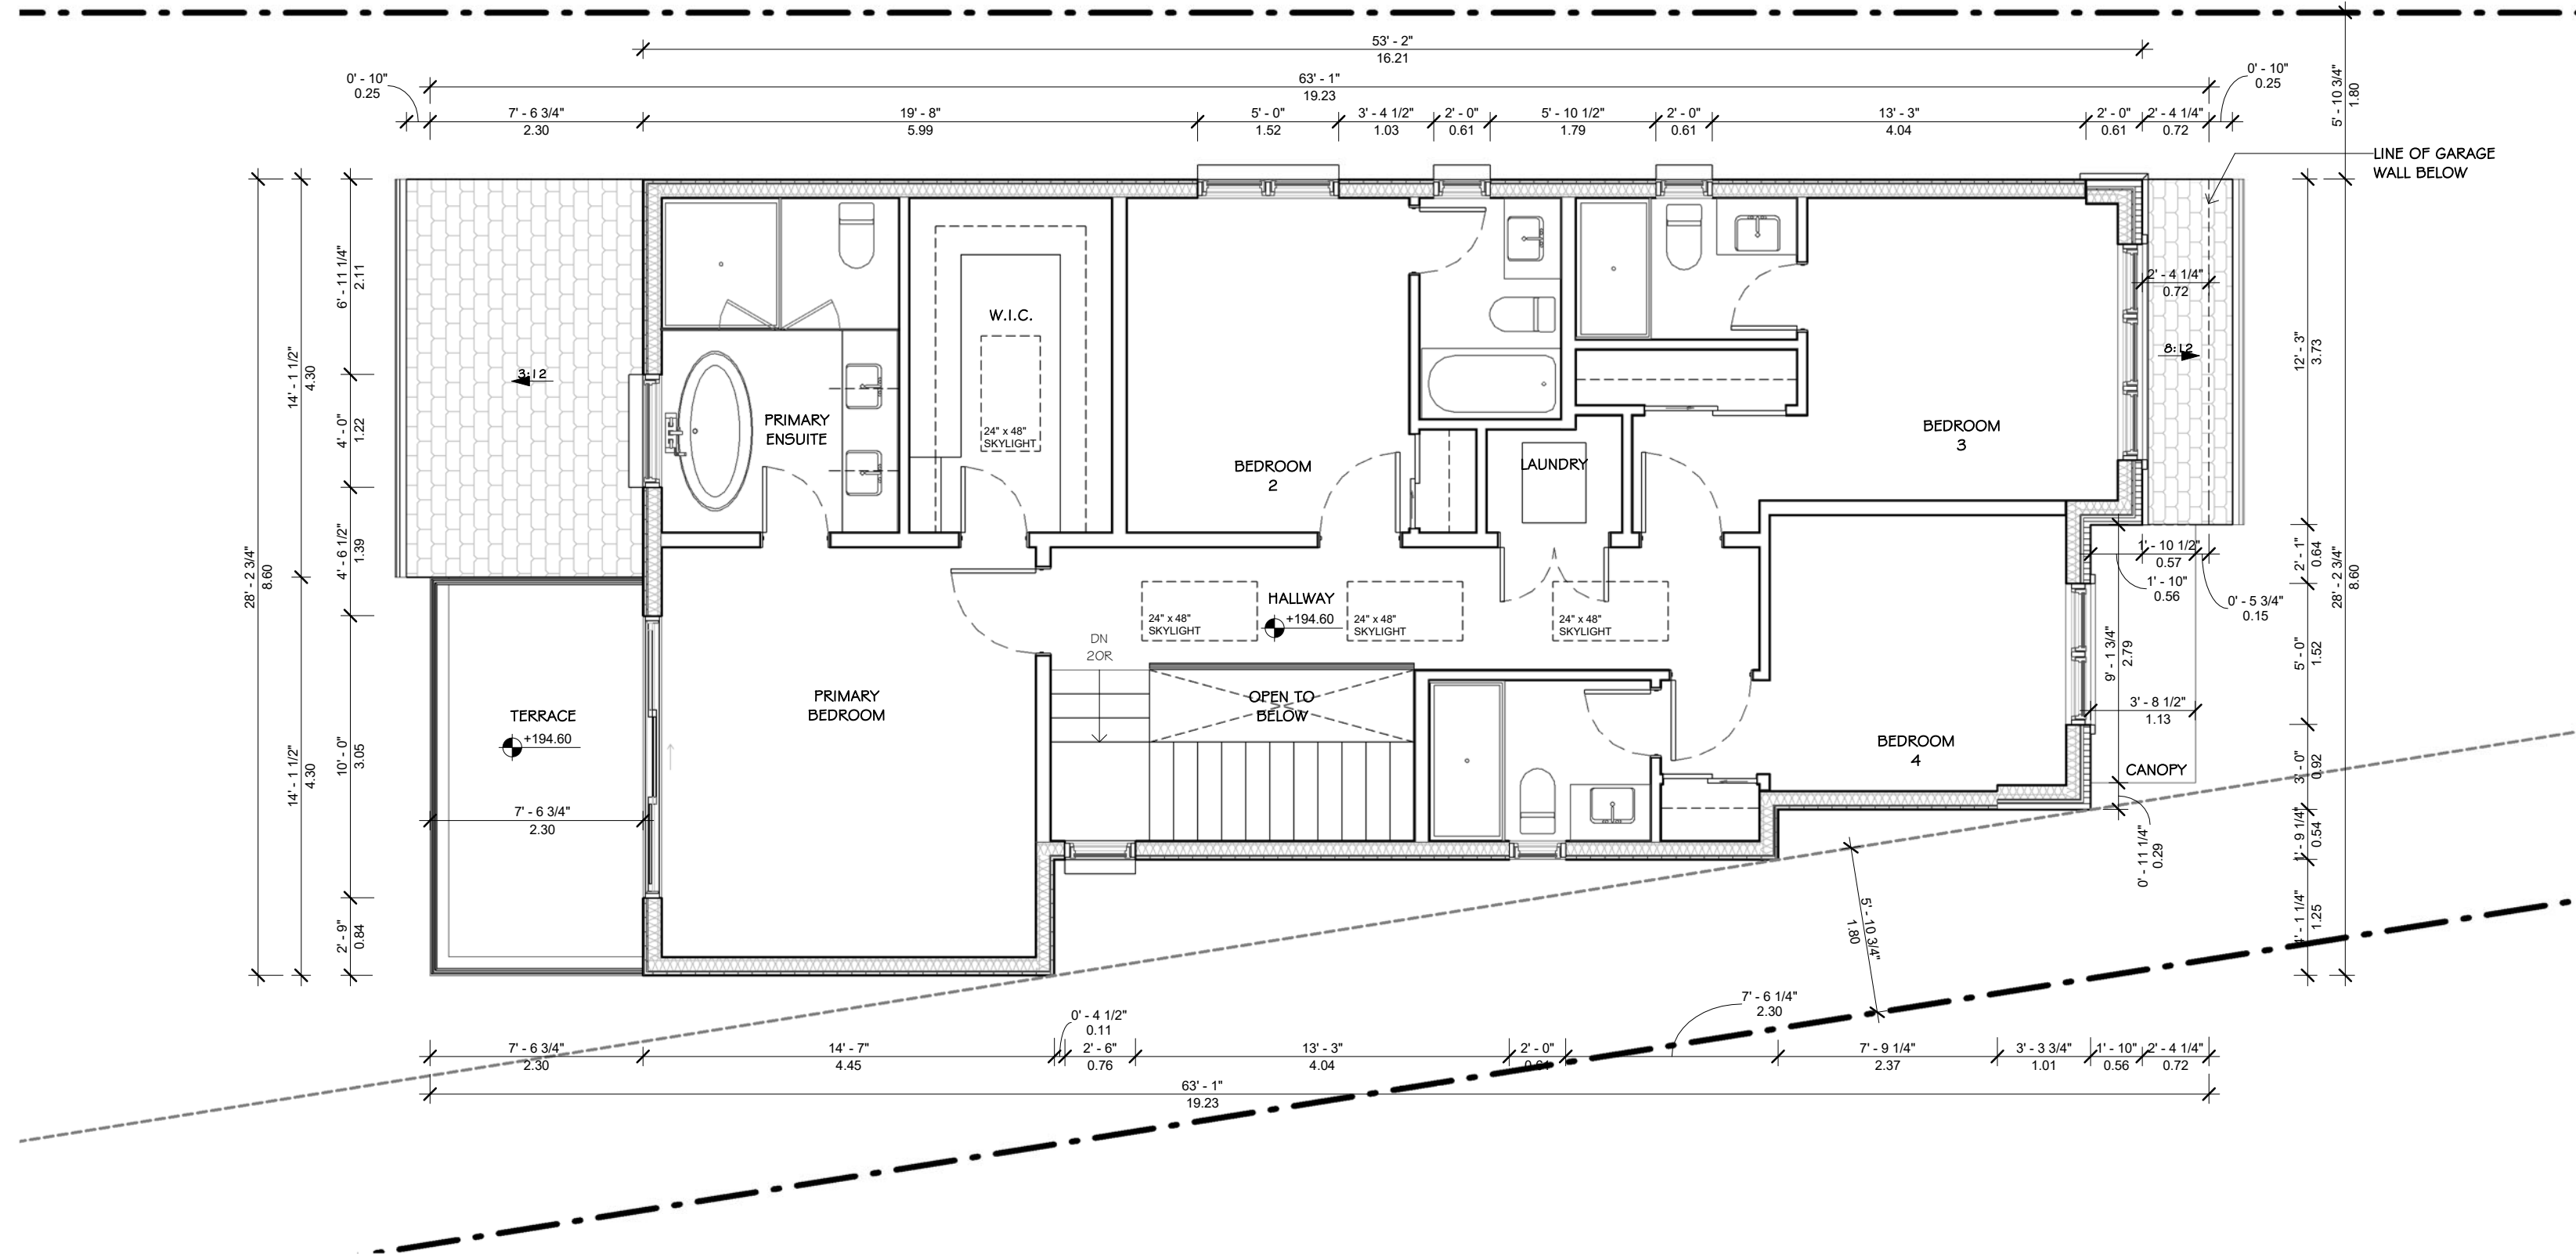 53' - 2"
16.21
63' - 1"
19.23
0' - 10"
0.25
0' - 10"
0.25
5' - 10 3/4"
1.80
7' - 6 3/4"
2.30
19' - 8"
5.99
5' - 0"
1.52
3' - 4 1/2"
1.03
2' - 0"
0.61
5' - 10 1/2"
1.79
2' - 0"
0.61
13' - 3"
4.04
2' - 0"
0.61
2' - 4 1/4"
0.72
LINE OF GARAGE
WALL BELOW
28' - 2 3/4"
8.60
14' - 1 1/2"
4.30
14' - 1 1/2"
4.30
6' - 11 1/4"
2.11
4' - 0"
1.22
4' - 6 1/2"
1.39
10' - 0"
3.05
2' - 9"
0.84
3:12
PRIMARY
ENSUITE
W.I.C.
24" x 48"
SKYLIGHT
BEDROOM
2
LAUNDRY
BEDROOM
3
2' - 4 1/4"
0.72
8:12
12' - 3"
3.73
2' - 1"
0.64
28' - 2 3/4"
8.60
5' - 0"
1.52
3' - 0"
0.92
1' - 9 1/4"
0.54
4' - 1 1/4"
1.25
1' - 10 1/2"
0.57
1' - 10"
0.56
0' - 5 3/4"
0.15
9' - 1 3/4"
2.79
3' - 8 1/2"
1.13
CANOPY
0' - 11 1/4"
0.29
HALLWAY
+194.60
24" x 48"
SKYLIGHT
24" x 48"
SKYLIGHT
24" x 48"
SKYLIGHT
DN
20R
OPEN TO
BELOW
PRIMARY
BEDROOM
TERRACE
+194.60
7' - 6 3/4"
2.30
BEDROOM
4
5' - 10 3/4"
1.80
7' - 6 1/4"
2.30
0' - 4 1/2"
0.11
7' - 6 3/4"
2.30
14' - 7"
4.45
2' - 6"
0.76
13' - 3"
4.04
2' - 0"
0.61
7' - 9 1/4"
2.37
3' - 3 3/4"
1.01
1' - 10"
0.56
2' - 4 1/4"
0.72
63' - 1"
19.23